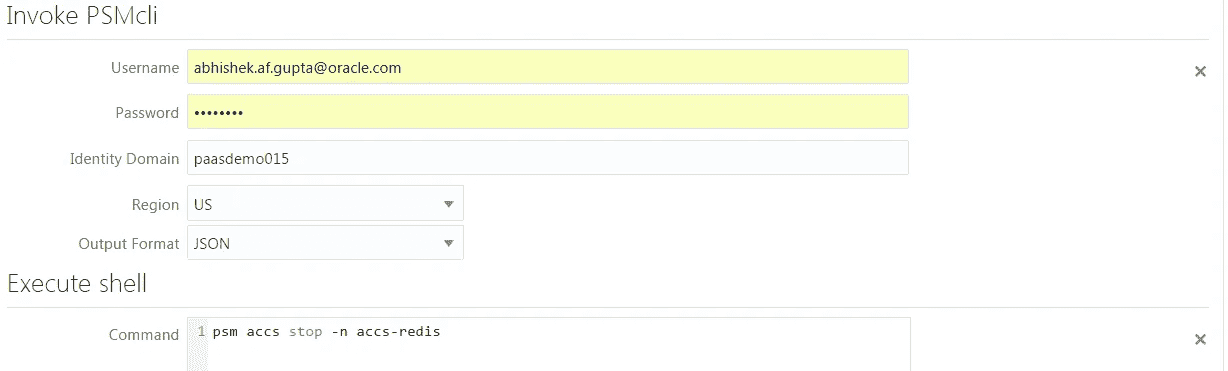 Invoke PSMcli
Username abhishek.af.gupta@oracle.com
Password ••••••••
Identity Domain paasdemo015
Region US
Output Format JSON
Execute shell
Command 1 psm accs stop -n accs-redis